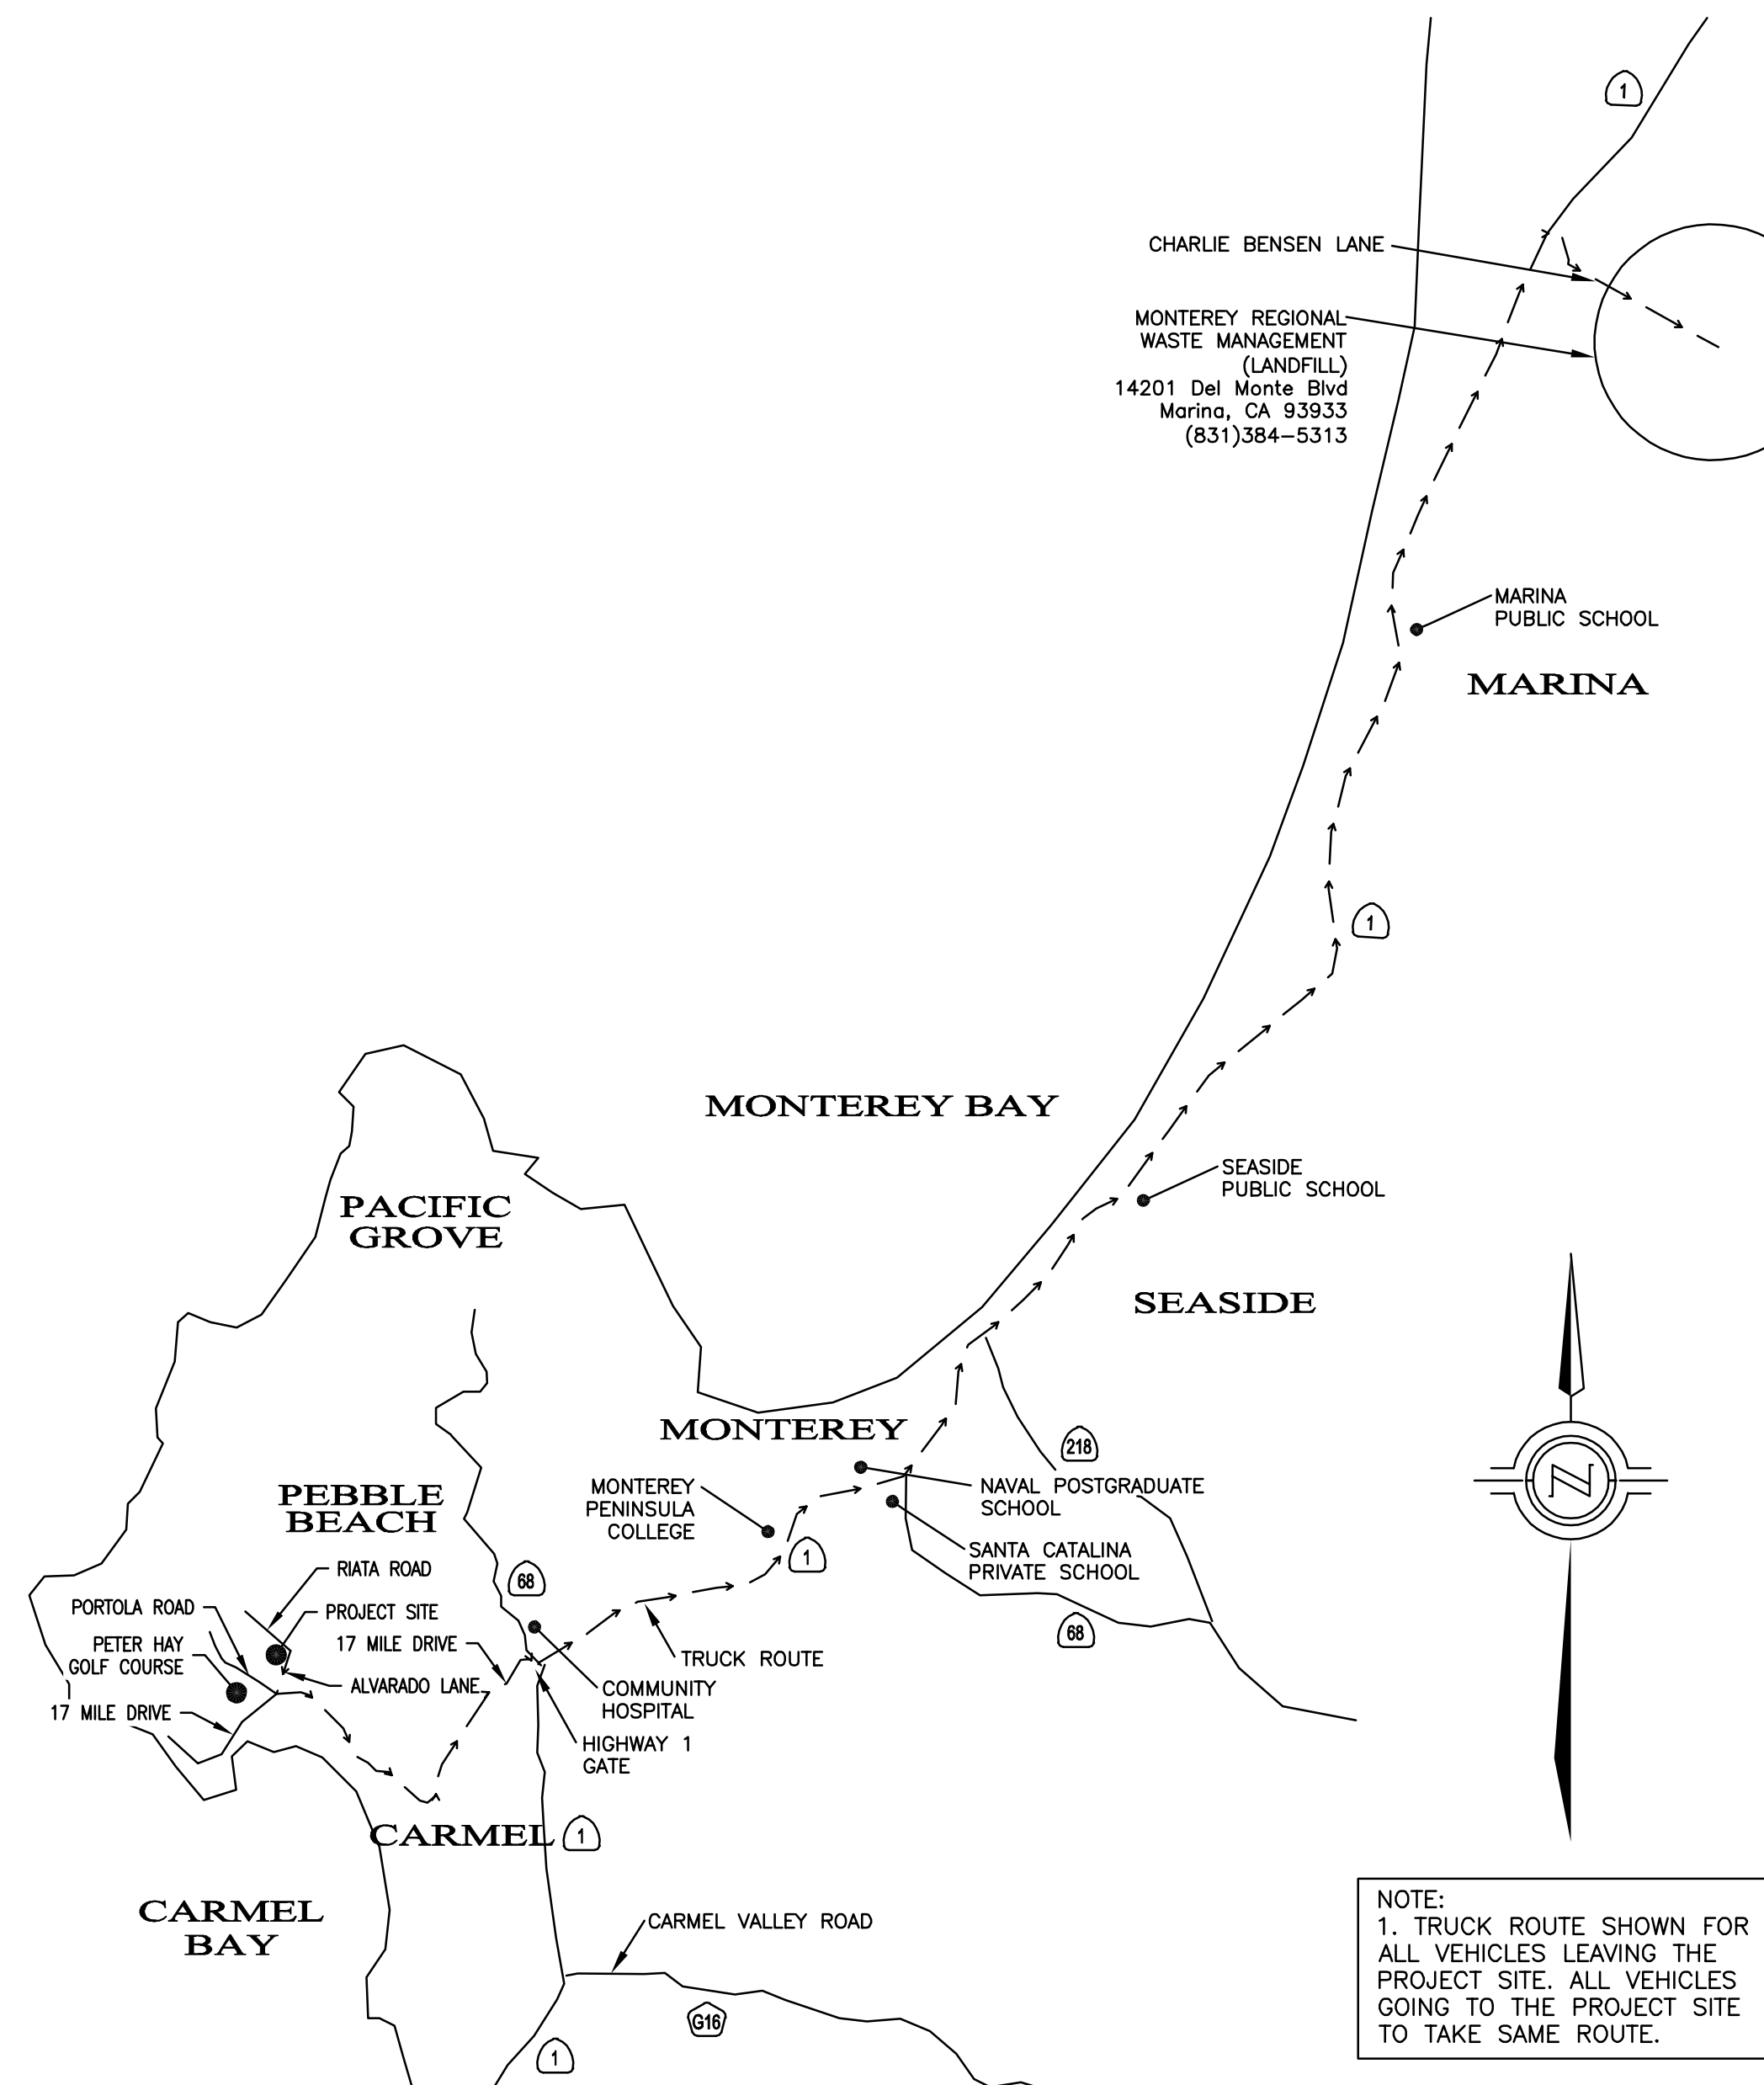 1
CHARLIE BENSEN LANE
MONTEREY REGIONAL
WASTE MANAGEMENT
(LANDFILL)
14201 Del Monte Blvd
Marina, CA 93933
(831)384-5313
MARINA
PUBLIC SCHOOL
MARINA
1
MONTEREY BAY
SEASIDE
PUBLIC SCHOOL
PACIFIC
GROVE
SEASIDE
MONTEREY
218
NAVAL POSTGRADUATE
SCHOOL
MONTEREY
PENINSULA
COLLEGE
PEBBLE
BEACH
N
SANTA CATALINA
PRIVATE SCHOOL
1
RIATA ROAD
68
PORTOLA ROAD
PROJECT SITE
68
PETER HAY
GOLF COURSE
17 MILE DRIVE
TRUCK ROUTE
ALVARADO LANE
COMMUNITY
HOSPITAL
17 MILE DRIVE
HIGHWAY 1
GATE
CARMEL
1
CARMEL
BAY
CARMEL VALLEY ROAD
G16
1
NOTE:
1. TRUCK ROUTE SHOWN FOR
ALL VEHICLES LEAVING THE
PROJECT SITE. ALL VEHICLES
GOING TO THE PROJECT SITE
TO TAKE SAME ROUTE.